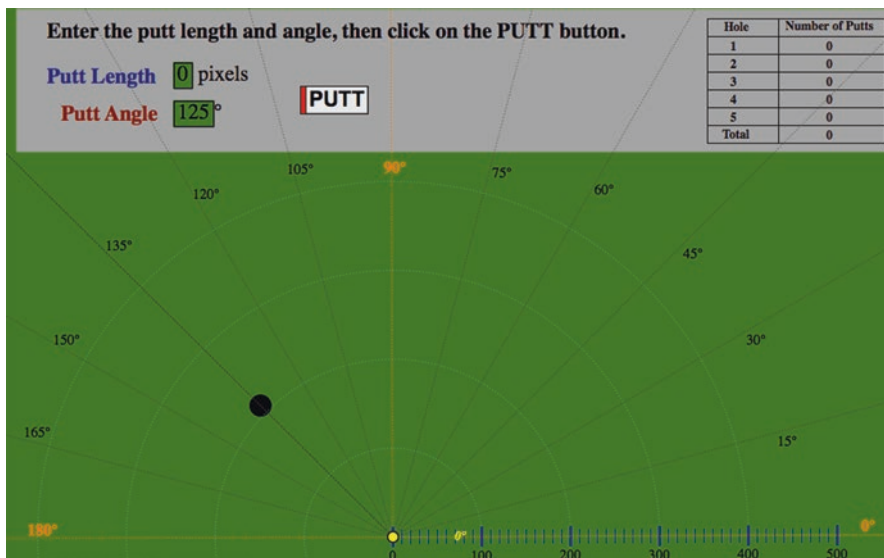 Enter the putt length and angle, then click on the PUTT button.
Putt Length 0 pixels
Putt Angle 125°
PUTT
Hole Number of Putts
1 0
2 0
3 0
4 0
5 0
Total 0
105° 90° 75°
120° 60°
135° 45°
150° 30°
165° 15°
180° 0° 0°
0 100 200 300 400 500